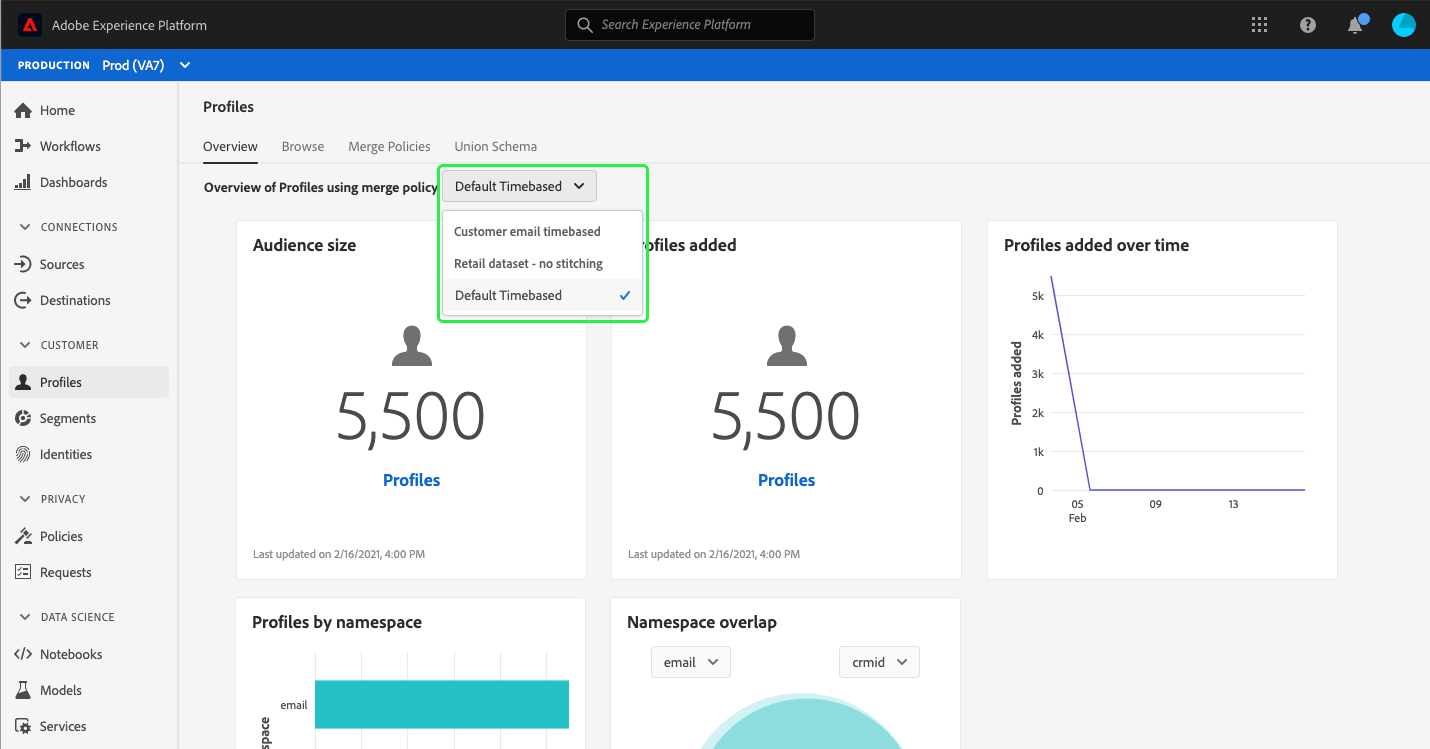 Adobe Experience Platform
Search Experience Platform
PRODUCTION Prod (VA7)
Home
Workflows
Dashboards
CONNECTIONS
Sources
Destinations
CUSTOMER
Profiles
Segments
Identities
PRIVACY
Policies
Requests
DATA SCIENCE
Notebooks
Models
Services
Profiles
Overview Browse Merge Policies Union Schema
Overview of Profiles using merge policy Default Timebased
Customer email timebased
Retail dataset - no stitching
Default Timebased
Audience size
5,500
Profiles
Last updated on 2/16/2021, 4:00 PM
ofiles added
5,500
Profiles
Last updated on 2/16/2021, 4:00 PM
Profiles added over time
Profiles added
5k
4k
3k
2k
1k
0
05 09 13
Feb
Profiles by namespace
email
space
Namespace overlap
email crmid